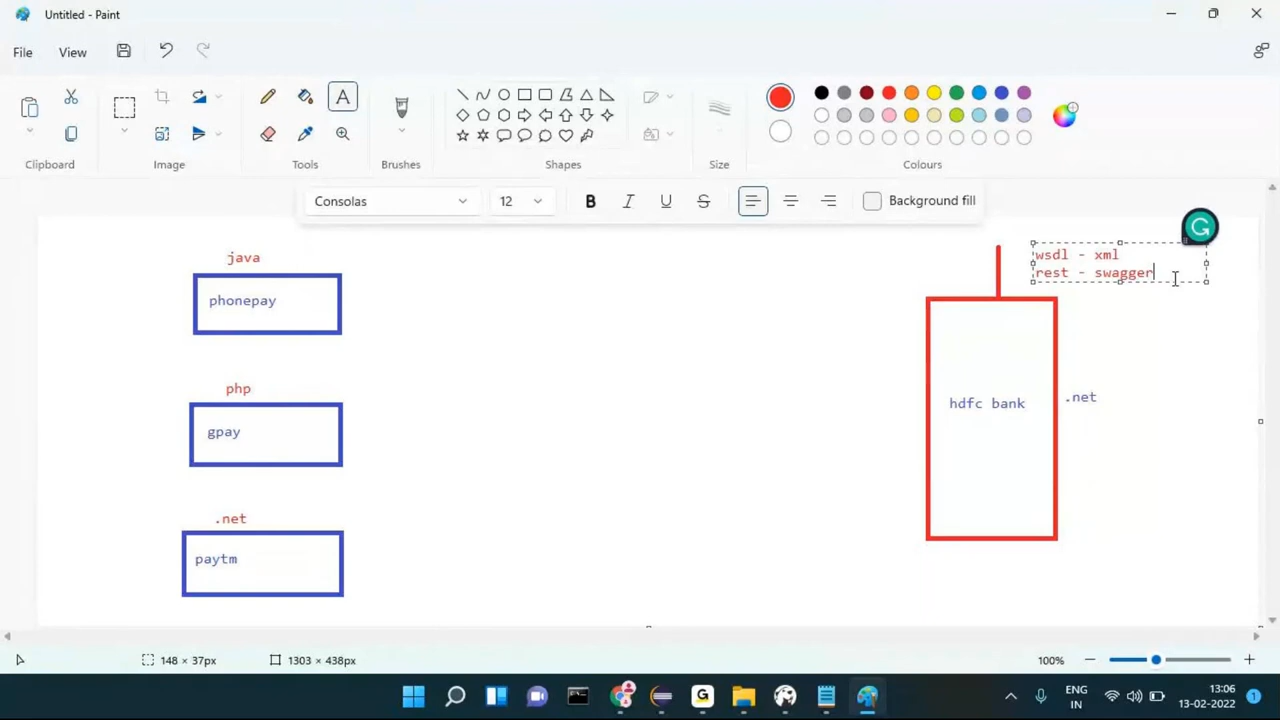 Untitled - Paint
File
View
Clipboard
Image
Tools
Brushes
Shapes
Size
Colours
Consolas
12
B
I
U
S
Background fill
wsdl - xml
rest - swagger
java
phonepay
php
gpay
hdfc bank
.net
.net
paytm
148 × 37px
1303 × 438px
100%
ENG
IN
13:06
13-02-2022
1